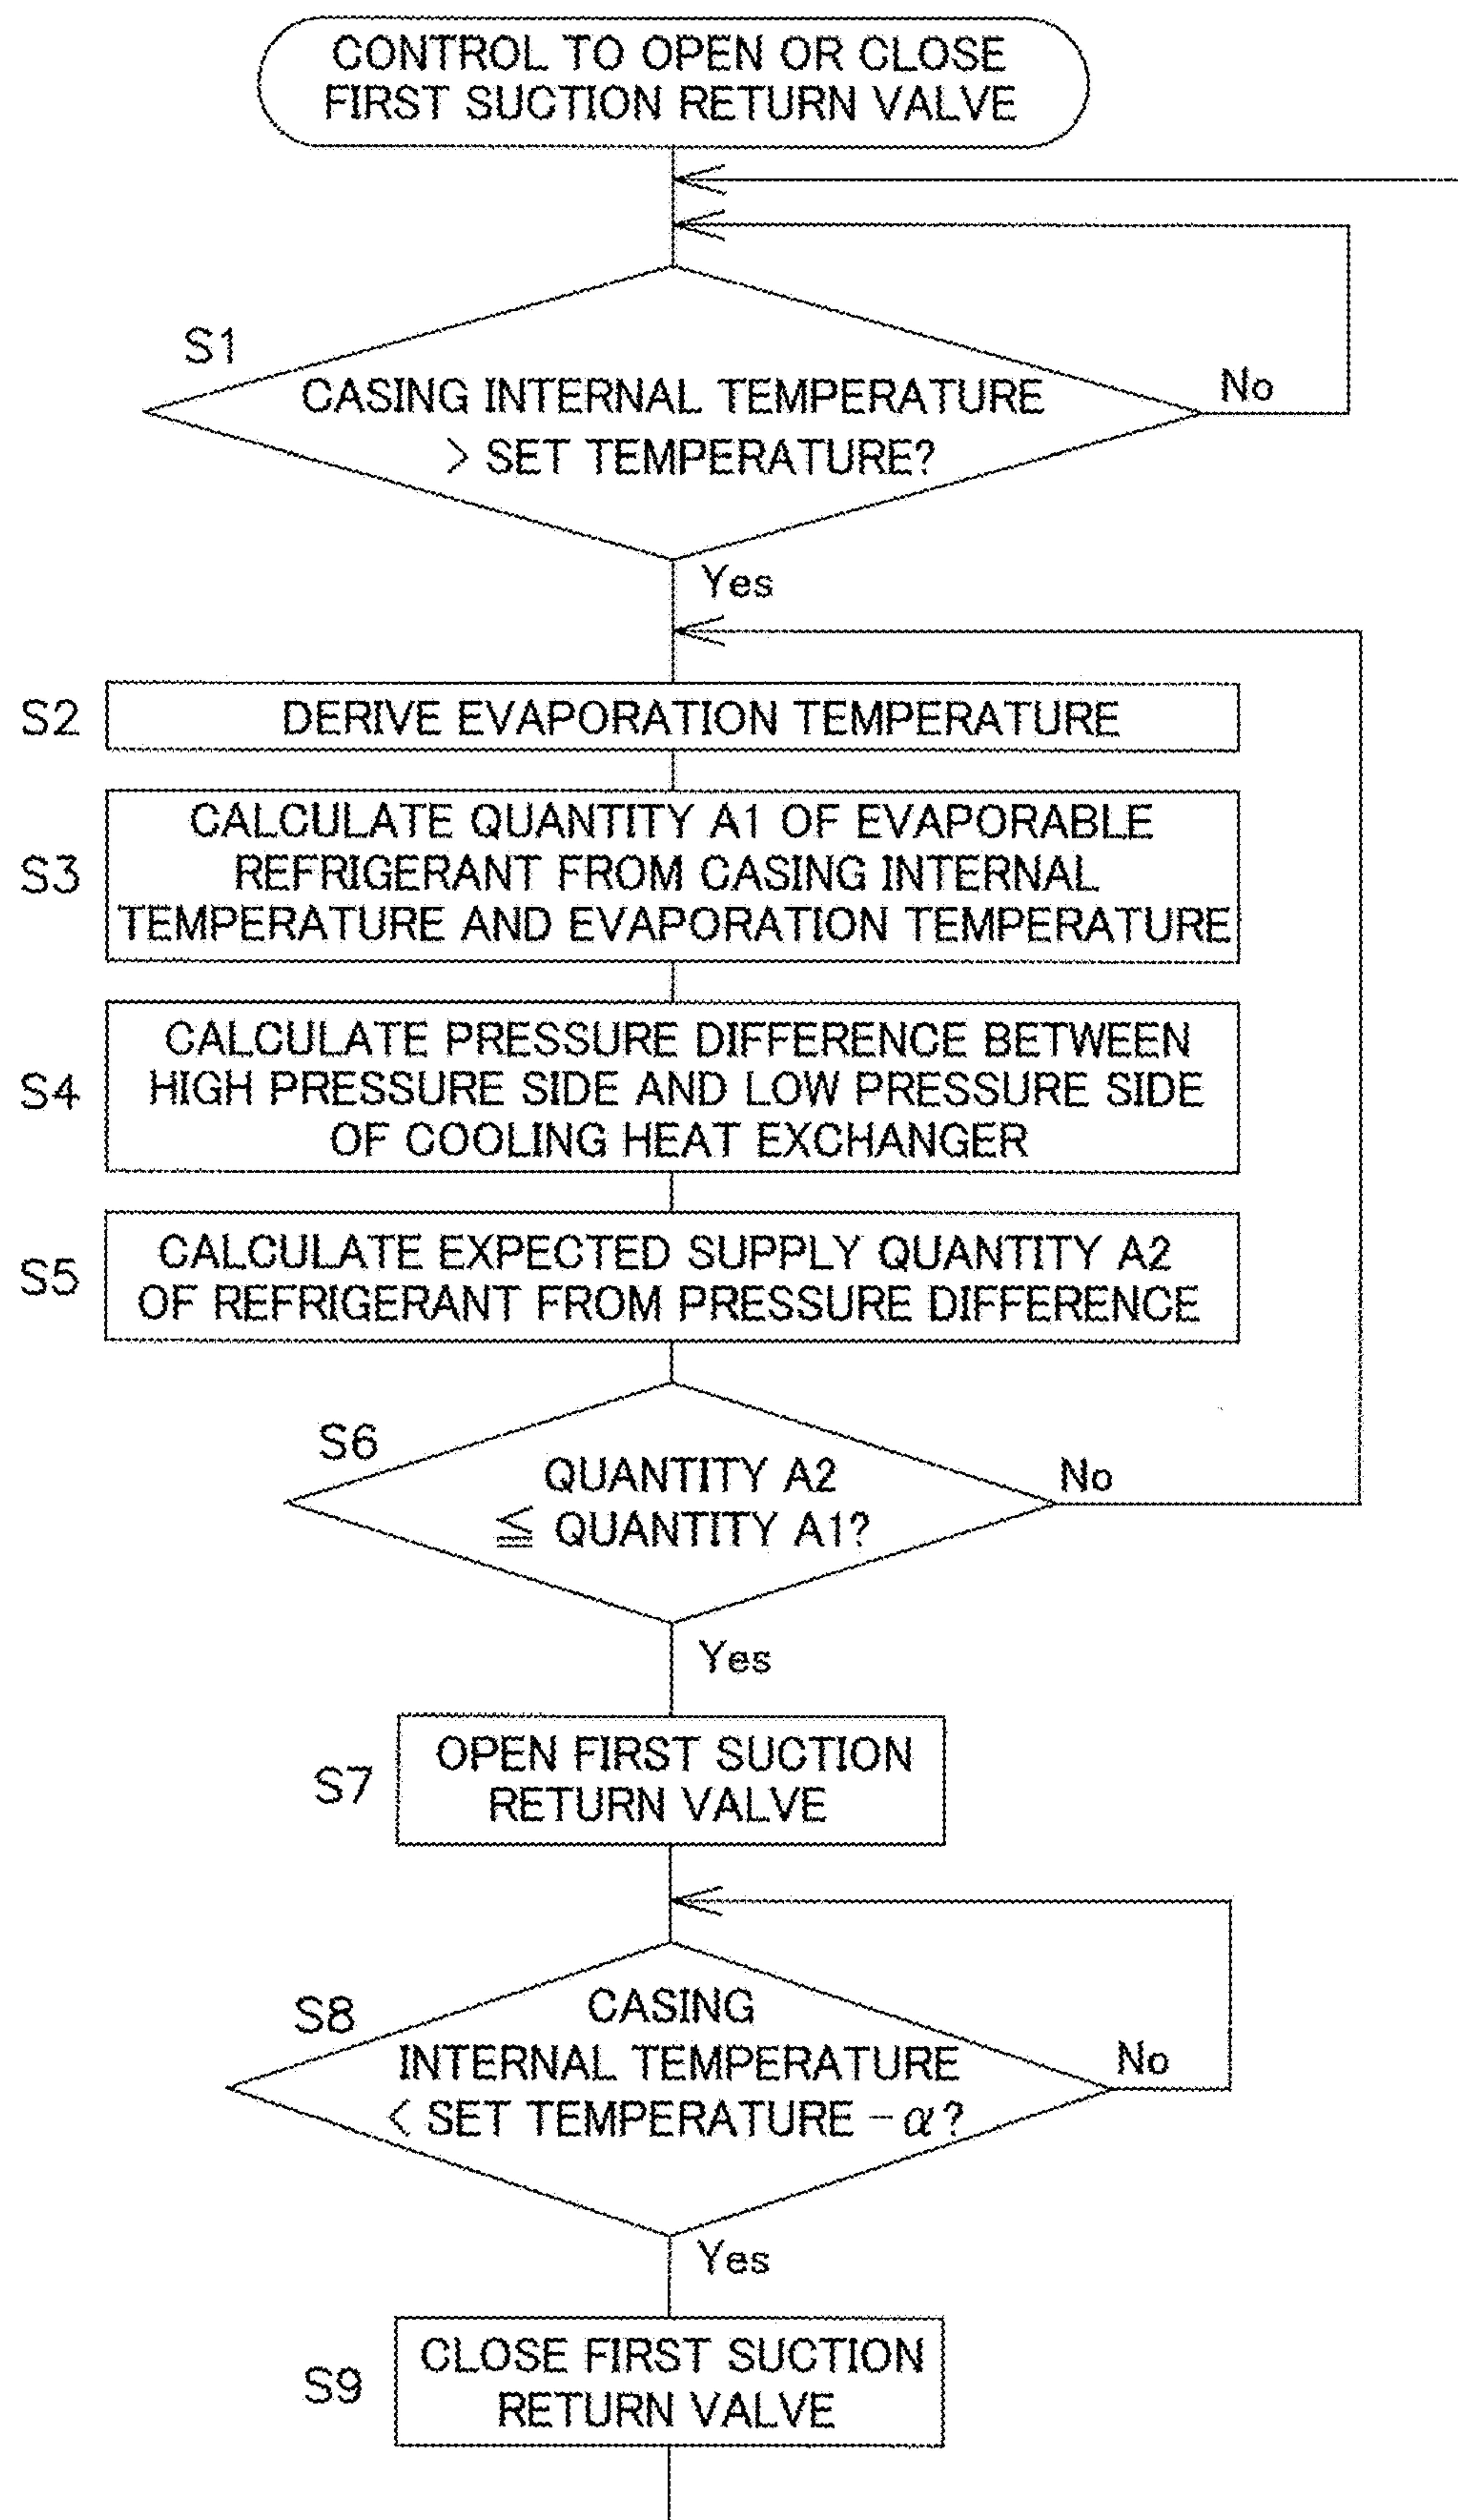 CONTROL TO OPEN OR CLOSE
FIRST SUCTION RETURN VALVE
S1
CASING INTERNAL TEMPERATURE
> SET TEMPERATURE?
No
Yes
S2
DERIVE EVAPORATION TEMPERATURE
S3
CALCULATE QUANTITY A1 OF EVAPORABLE
REFRIGERANT FROM CASING INTERNAL
TEMPERATURE AND EVAPORATION TEMPERATURE
S4
CALCULATE PRESSURE DIFFERENCE BETWEEN
HIGH PRESSURE SIDE AND LOW PRESSURE SIDE
OF COOLING HEAT EXCHANGER
S5
CALCULATE EXPECTED SUPPLY QUANTITY A2
OF REFRIGERANT FROM PRESSURE DIFFERENCE
S6
QUANTITY A2
≦ QUANTITY A1?
No
Yes
S7
OPEN FIRST SUCTION
RETURN VALVE
S8
CASING
INTERNAL TEMPERATURE
< SET TEMPERATURE -α?
No
Yes
S9
CLOSE FIRST SUCTION
RETURN VALVE